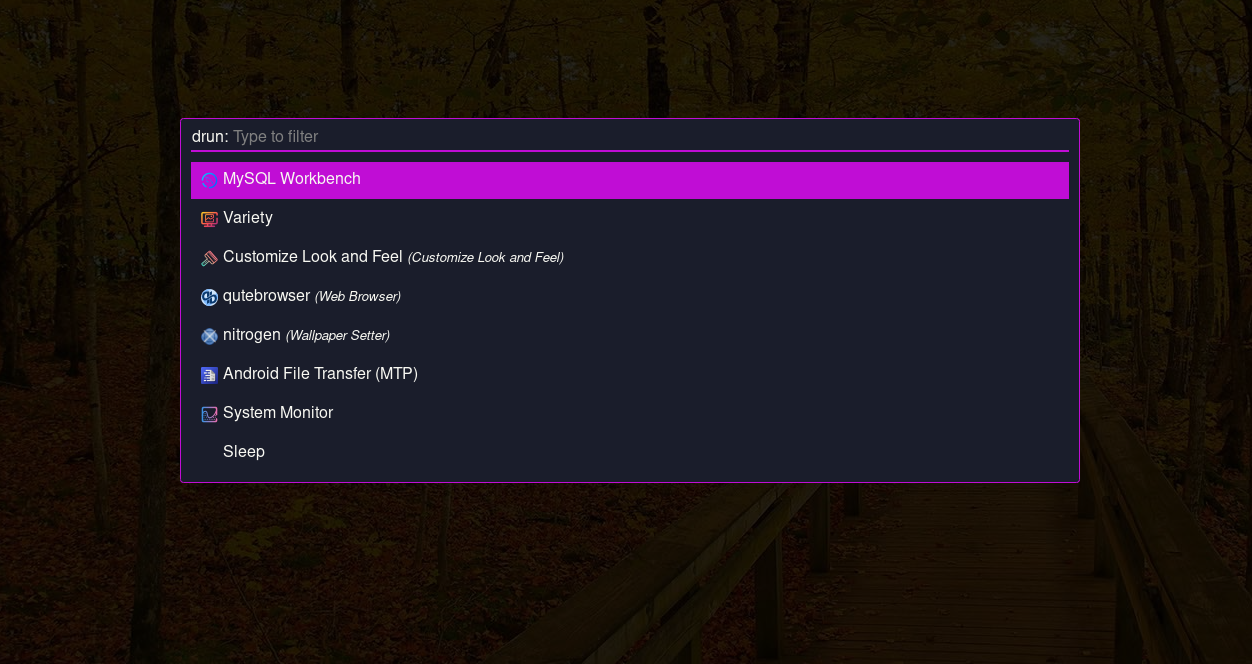 drun: Type to filter
MySQL Workbench
Variety
Customize Look and Feel (Customize Look and Feel)
qutebrowser (Web Browser)
nitrogen (Wallpaper Setter)
Android File Transfer (MTP)
System Monitor
Sleep